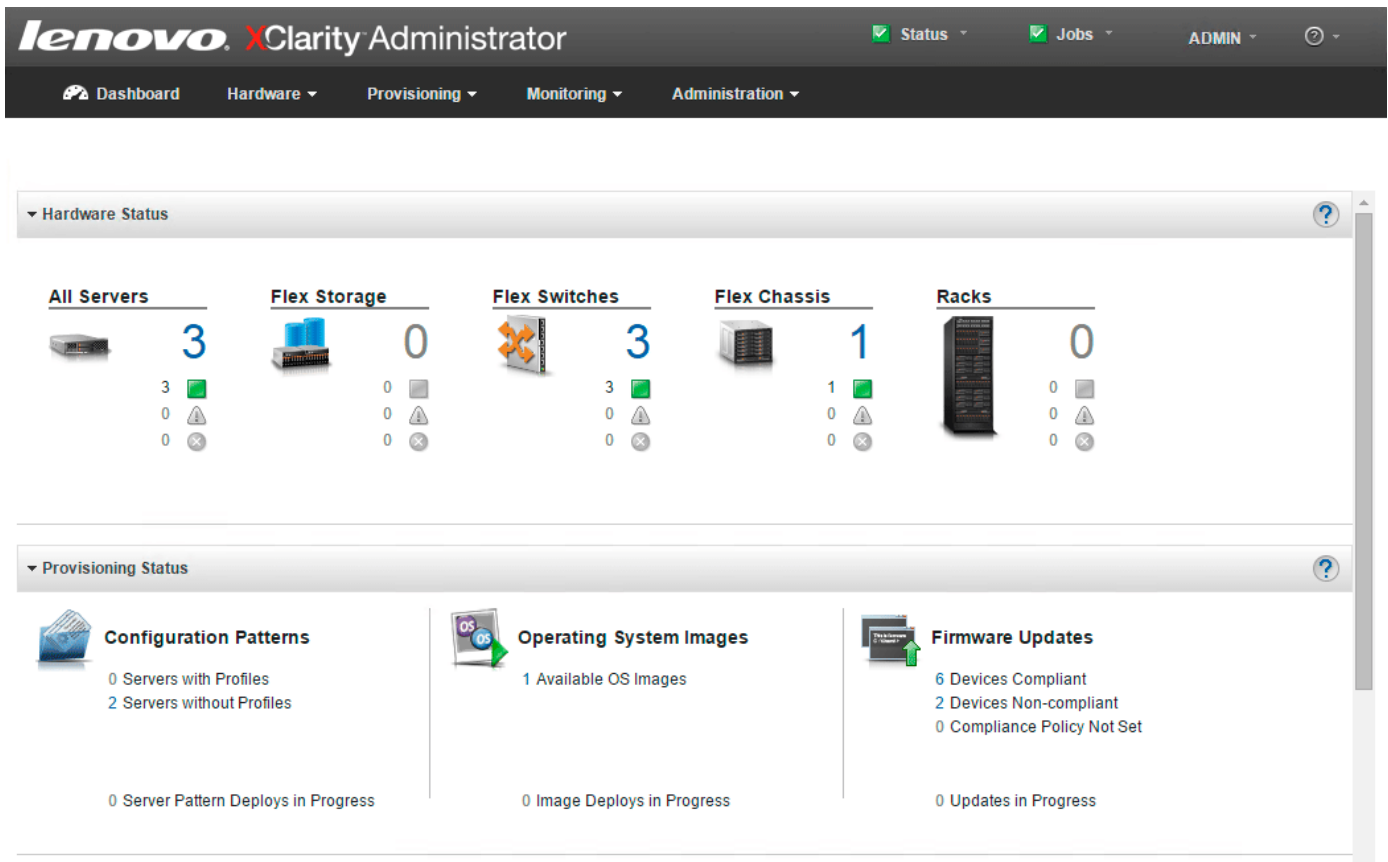 lenovo. XClarity Administrator Status Jobs ADMIN ?
Dashboard Hardware Provisioning Monitoring Administration
Hardware Status ?
All Servers Flex Storage Flex Switches Flex Chassis Racks
3 0 3 1 0
3 0 3 1 0
0 0 0 0 0
0 0 0 0 0
Provisioning Status ?
Configuration Patterns
0 Servers with Profiles
2 Servers without Profiles
0 Server Pattern Deploys in Progress
OS
OS
Operating System Images
1 Available OS Images
0 Image Deploys in Progress
Firmware Updates
6 Devices Compliant
2 Devices Non-compliant
0 Compliance Policy Not Set
0 Updates in Progress